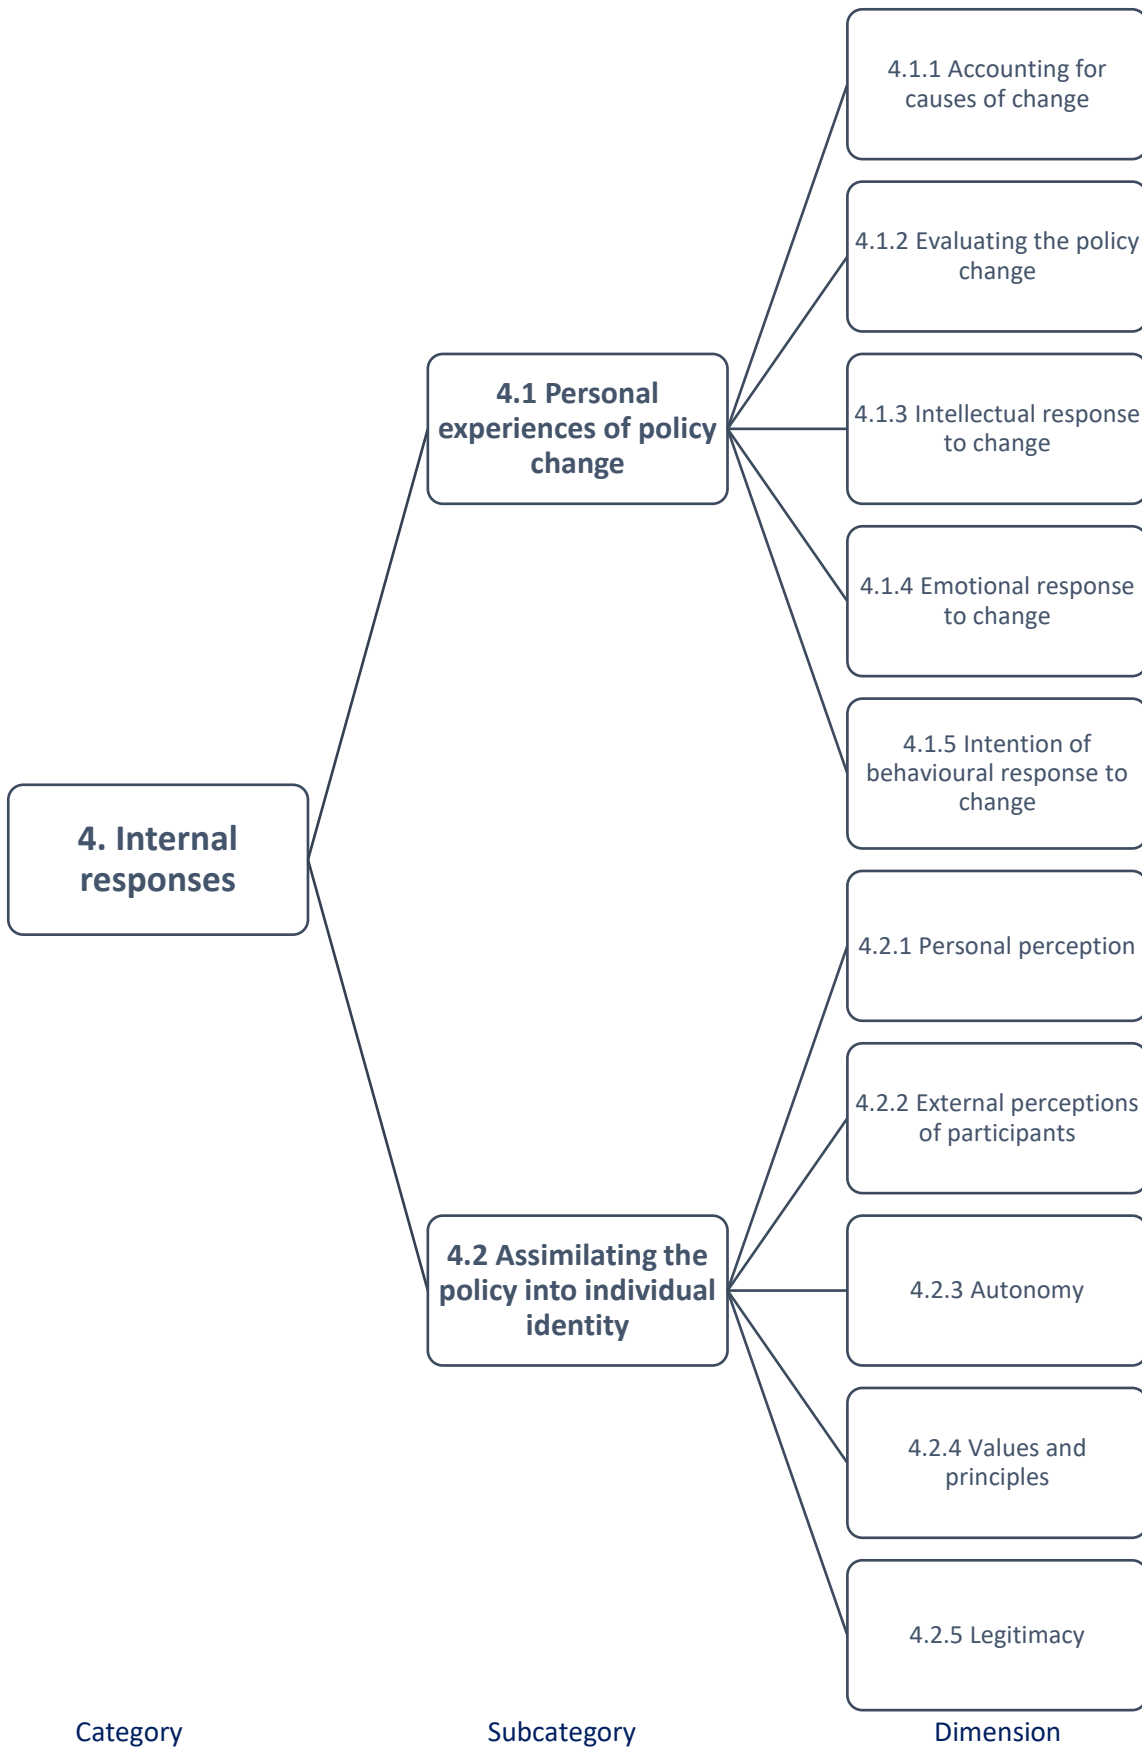 4. Internal
responses
4.1 Personal
experiences of policy
change
4.1.1 Accounting for
causes of change
4.1.2 Evaluating the policy
change
4.1.3 Intellectual response
to change
4.1.4 Emotional response
to change
4.1.5 Intention of
behavioural response to
change
4.2 Assimilating the
policy into individual
identity
4.2.1 Personal perception
4.2.2 External perceptions
of participants
4.2.3 Autonomy
4.2.4 Values and
principles
4.2.5 Legitimacy
Category
Subcategory
Dimension